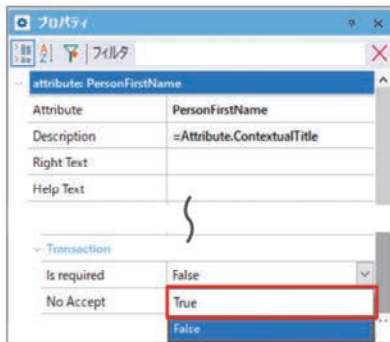 プロパティ
フィルタ
attribute: PersonFirstName
Attribute PersonFirstName
Description =Attribute.ContextualTitle
Right Text
Help Text
Transaction
Is required False
No Accept True
False